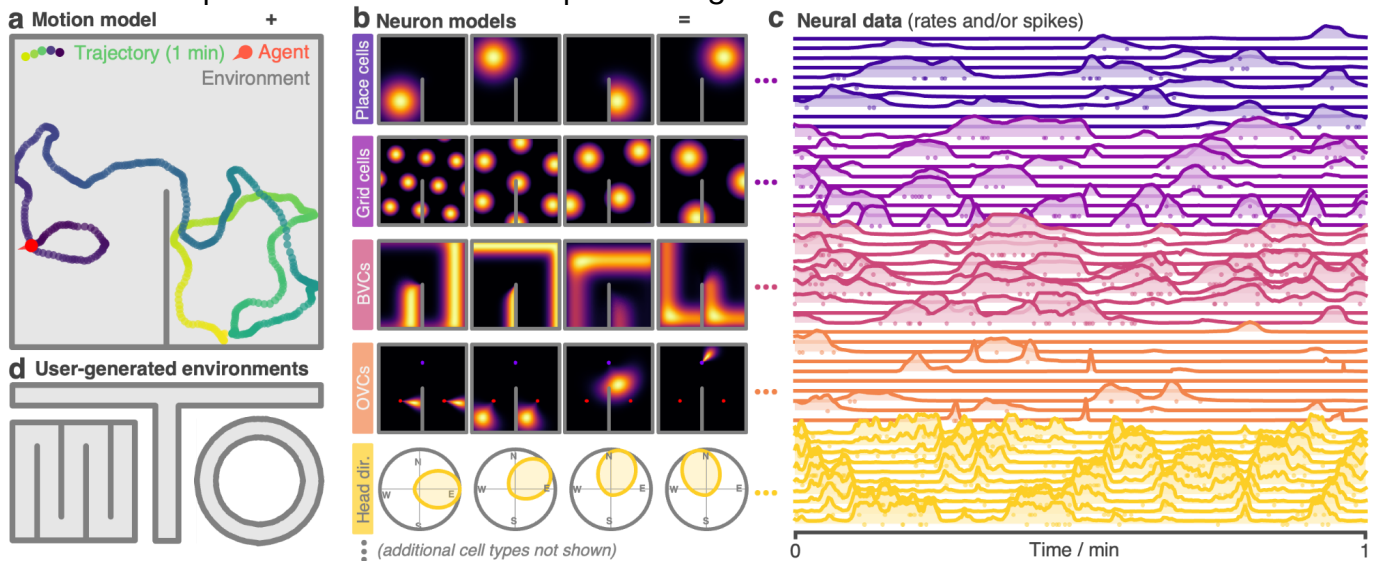 a Motion model +
Trajectory (1 min) Agent
Environment
b Neuron models =
Place cells
Grid cells
BVCs
OVCs
Head dir.
N
W E
S
N
W E
S
N
W E
S
N
W E
S
(additional cell types not shown)
c Neural data (rates and/or spikes)
0 Time / min 1
d User-generated environments